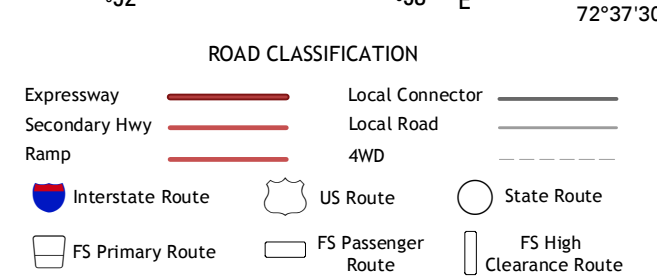 E
72°37'30
ROAD CLASSIFICATION
Expressway
Local Connector
Secondary Hwy
Local Road
Ramp
4WD
Interstate Route
US Route
State Route
FS Primary Route
FS Passenger
Route
FS High
Clearance Route